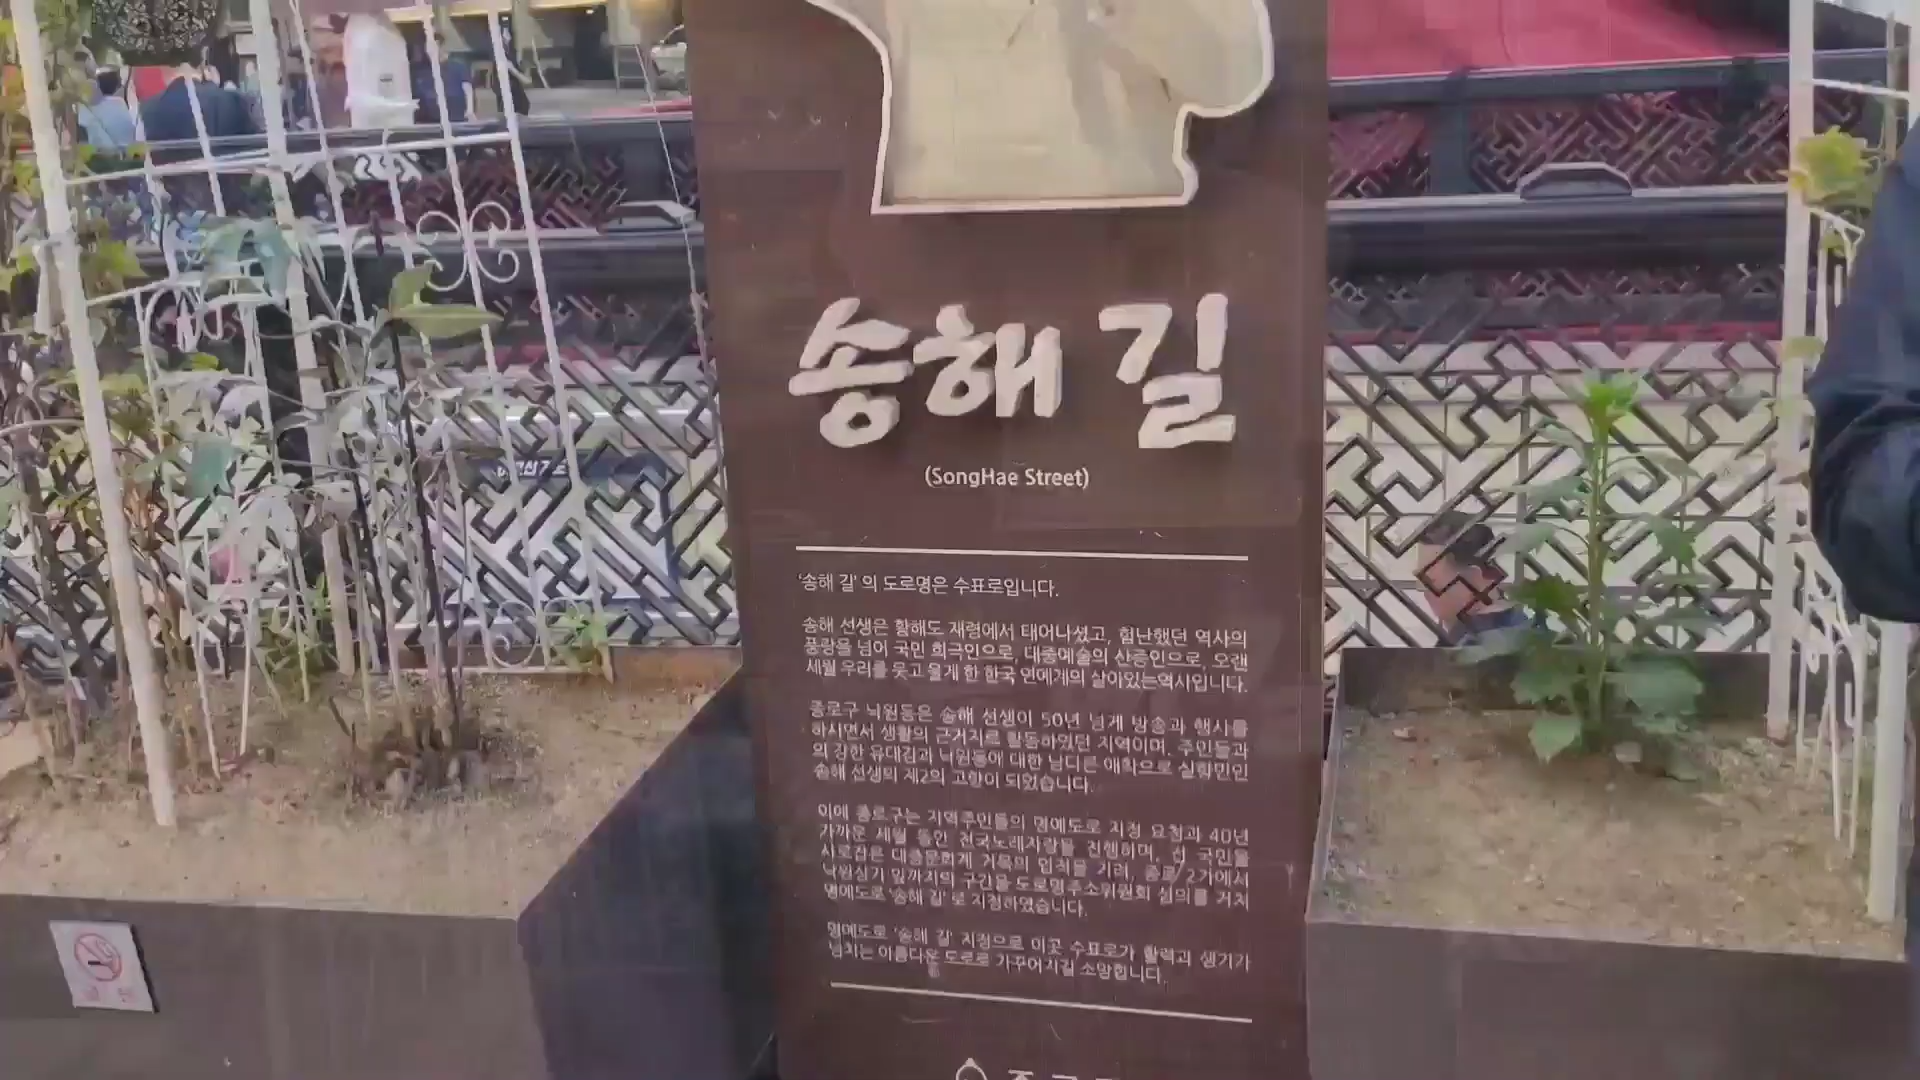 송해 길
(SongHae Street)
'송해 길' 의 도로명은 수표로입니다.
송해 선생은 황해도 재령에서 태어나셨고, 험난했던 역사의
풍랑을 넘어 국민 희극인으로, 대중예술의 산증인으로, 오랜
세월 우리를 웃고 울게 한 한국 연예계의 살아있는역사입니다.
종로구 낙원동은 송해 선생이 50년 넘게 방송과 행사를
하시면서 생활의 근거지로 활동하였던 지역이며, 주민들과
의 강한 유대감과 낙원동에 대한 남다른 애착으로 실향민인
송해 선생의 제2의 고향이 되었습니다.
이에 종로구는 지역주민들의 명예도로 지정 요청과 40년
가까운 세월 동안 전국노래자랑을 진행하며, 전 국민을
사로잡은 대중문화계 거목의 업적을 기려, 종로2가에서
낙원상가 앞까지의 구간을 도로명주소위원회 심의를 거쳐
명예도로 '송해 길' 로 지정하였습니다.
명예도로 '송해 길' 지정으로 이곳 수표로가 활력과 생기가
넘치는 아름다운 도로로 가꾸어지길 소망합니다.